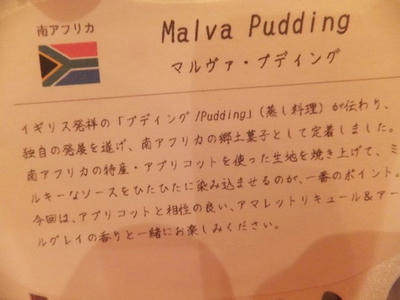 南アフリカ
Malva Pudding
マルヴァ・プディング
イギリス発祥の「プディング/Pudding」(蒸し料理)が伝わり、
独自の発展を遂げ、南アフリカの郷土菓子として定着しました。
南アフリカの特産・アプリコットを使った生地を焼き上げて、ミ
ルキーなソースをひたひたに染み込ませるのが、一番のポイント。
今回は、アプリコットと相性の良い、アマレットリキュール&アー
ルグレイの香りと一緒にお楽しみください。